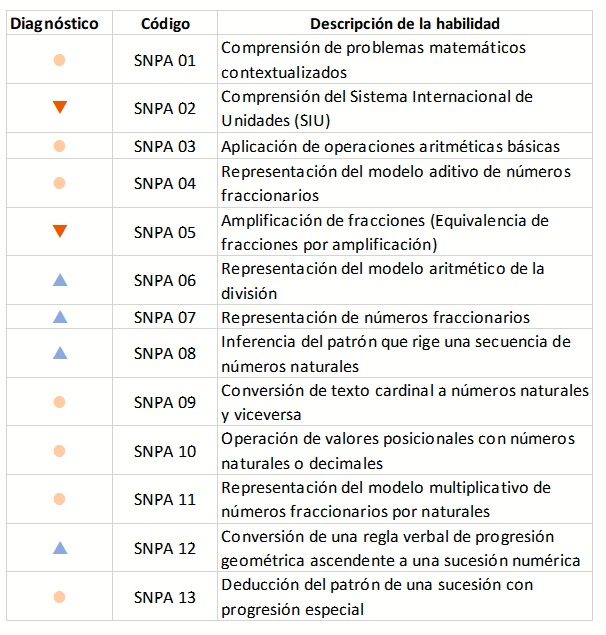 Diagnóstico Código Descripción de la habilidad
SNPA 01 Comprensión de problemas matemáticos
contextualizados
SNPA 02 Comprensión del Sistema Internacional de
Unidades (SIU)
SNPA 03 Aplicación de operaciones aritméticas básicas
SNPA 04 Representación del modelo aditivo de números
fraccionarios
SNPA 05 Amplificación de fracciones (Equivalencia de
fracciones por amplificación)
SNPA 06 Representación del modelo aritmético de la
división
SNPA 07 Representación de números fraccionarios
SNPA 08 Inferencia del patrón que rige una secuencia de
números naturales
SNPA 09 Conversión de texto cardinal a números naturales
y viceversa
SNPA 10 Operación de valores posicionales con números
naturales o decimales
SNPA 11 Representación del modelo multiplicativo de
números fraccionarios por naturales
SNPA 12 Conversión de una regla verbal de progresión
geométrica ascendente a una sucesión numérica
SNPA 13 Deducción del patrón de una sucesión con
progresión especial